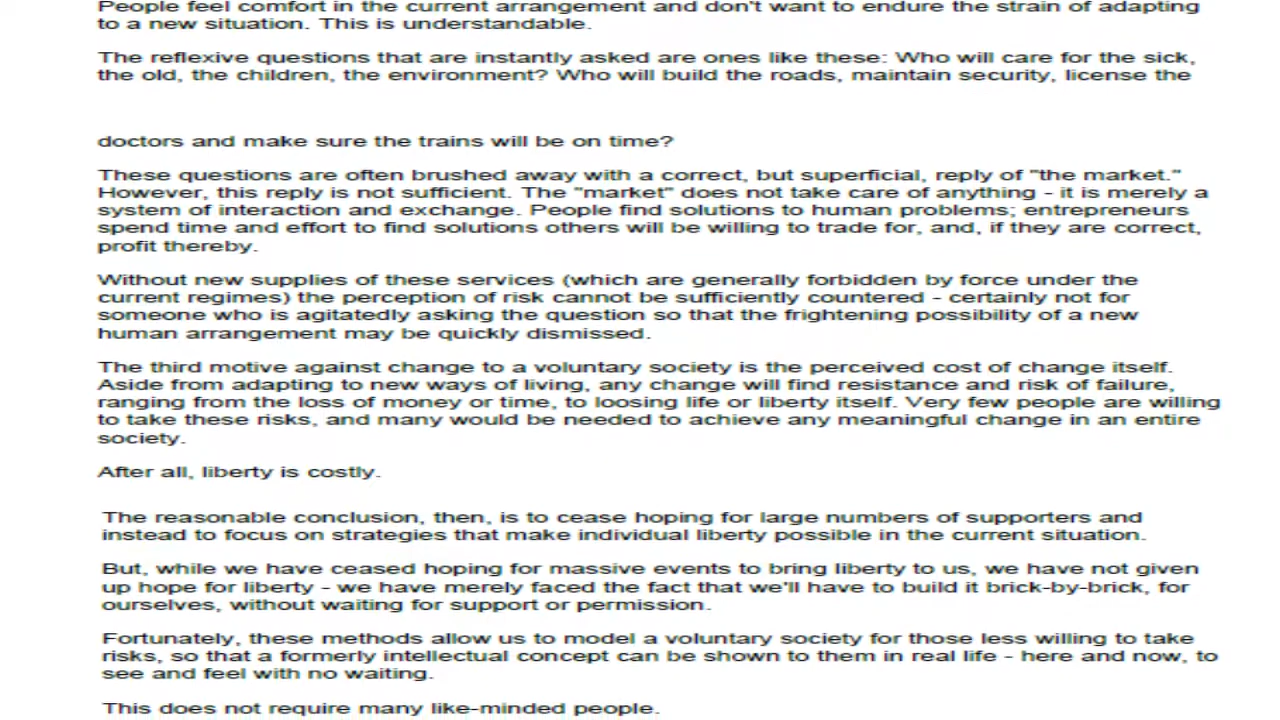 People feel comfort in the current arrangement and don't want to endure the strain of adapting
to a new situation. This is understandable.
The reflexive questions that are instantly asked are ones like these: Who will care for the sick,
the old, the children, the environment? Who will build the roads, maintain security, license the
doctors and make sure the trains will be on time?
These questions are often brushed away with a correct, but superficial, reply of "the market."
However, this reply is not sufficient. The "market" does not take care of anything - it is merely a
system of interaction and exchange. People find solutions to human problems; entrepreneurs
spend time and effort to find solutions others will be willing to trade for, and, if they are correct,
profit thereby.
Without new supplies of these services (which are generally forbidden by force under the
current regimes) the perception of risk cannot be sufficiently countered - certainly not for
someone who is agitatedly asking the question so that the frightening possibility of a new
human arrangement may be quickly dismissed.
The third motive against change to a voluntary society is the perceived cost of change itself.
Aside from adapting to new ways of living, any change will find resistance and risk of failure,
ranging from the loss of money or time, to loosing life or liberty itself. Very few people are willing
to take these risks, and many would be needed to achieve any meaningful change in an entire
society.
After all, liberty is costly.
The reasonable conclusion, then, is to cease hoping for large numbers of supporters and
instead to focus on strategies that make individual liberty possible in the current situation.
But, while we have ceased hoping for massive events to bring liberty to us, we have not given
up hope for liberty - we have merely faced the fact that we'll have to build it brick-by-brick, for
ourselves, without waiting for support or permission.
Fortunately, these methods allow us to model a voluntary society for those less willing to take
risks, so that a formerly intellectual concept can be shown to them in real life - here and now, to
see and feel with no waiting.
This does not require many like-minded people.